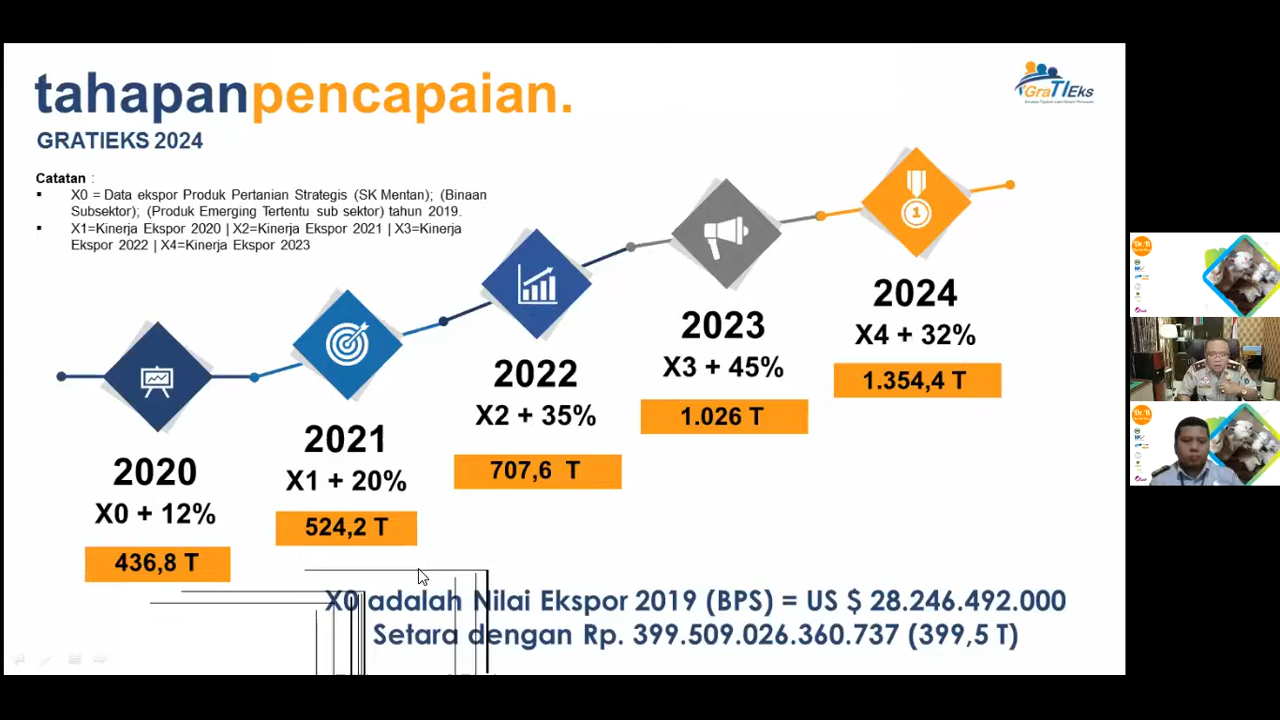 tahapanpencapaian.
GRATIEKS 2024
GraTIEks
Catatan :
▪ X0 = Data ekspor Produk Pertanian Strategis (SK Mentan); (Binaan
Subsektor); (Produk Emerging Tertentu sub sektor) tahun 2019.
▪ X1=Kinerja Ekspor 2020 | X2=Kinerja Ekspor 2021 | X3=Kinerja
Ekspor 2022 | X4=Kinerja Ekspor 2023
2020
X0 + 12%
436,8 T
2021
X1 + 20%
524,2 T
2022
X2 + 35%
707,6 T
2023
X3 + 45%
1.026 T
1
2024
X4 + 32%
1.354,4 T
X0 adalah Nilai Ekspor 2019 (BPS) = US $ 28.246.492.000
Setara dengan Rp. 399.509.026.360.737 (399,5 T)